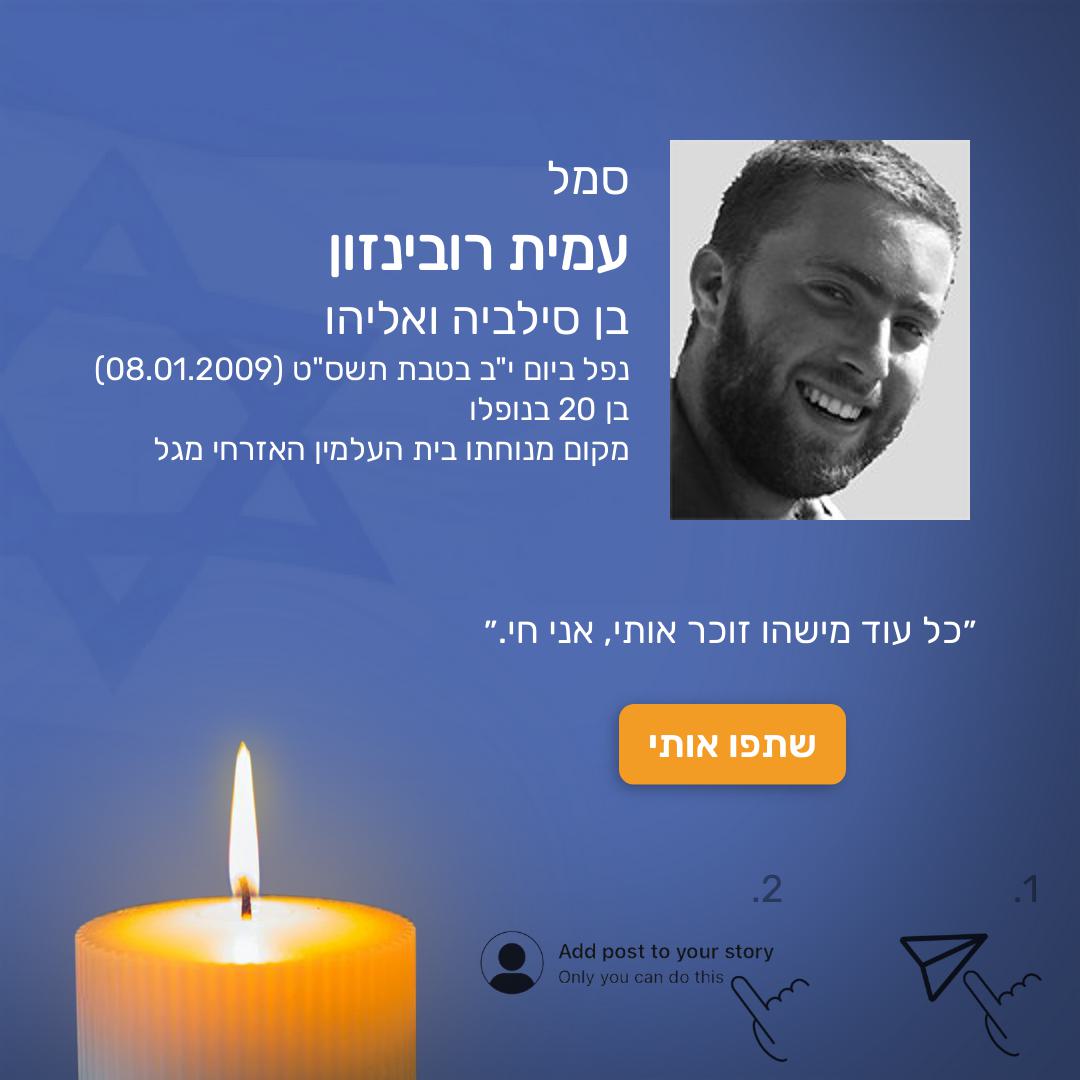 סמל
עמית רובינזון
בן סילביה ואליהו
נפל ביום י"ב בטבת תשס"ט (08.01.2009)
בן 20 בנופלו
מקום מנוחתו בית העלמין האזרחי מגל
״כל עוד מישהו זוכר אותי, אני חי.״
שתפו אותי
1.
2.
Add post to your story
Only you can do this